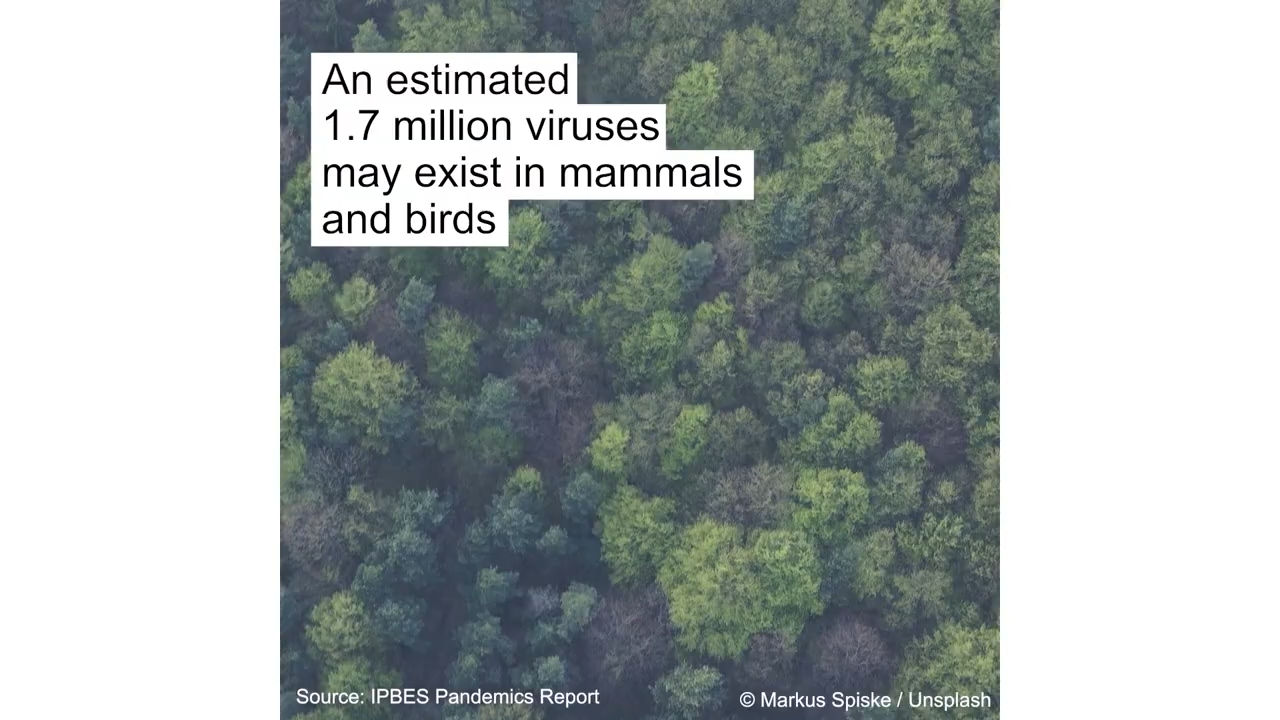 An estimated
1.7 million viruses
may exist in mammals
and birds
Source: IPBES Pandemics Report
© Markus Spiske / Unsplash